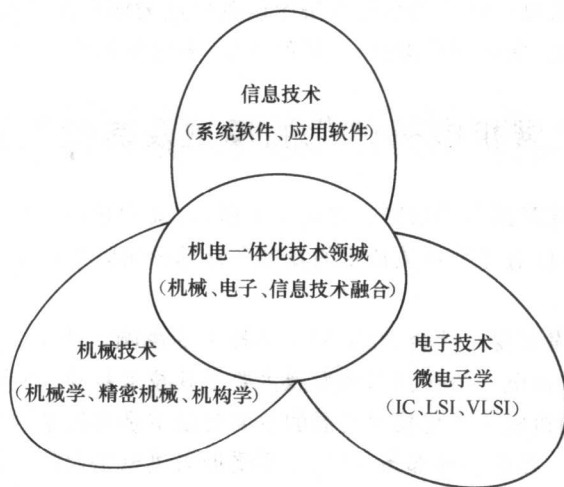 信息技术
（系统软件、应用软件）
机电一体化技术领城
（机械、电子、信息技术融合）
机械技术
（机械学、精密机械、机构学）
电子技术
微电子学
（IC、LSI、VLSI）